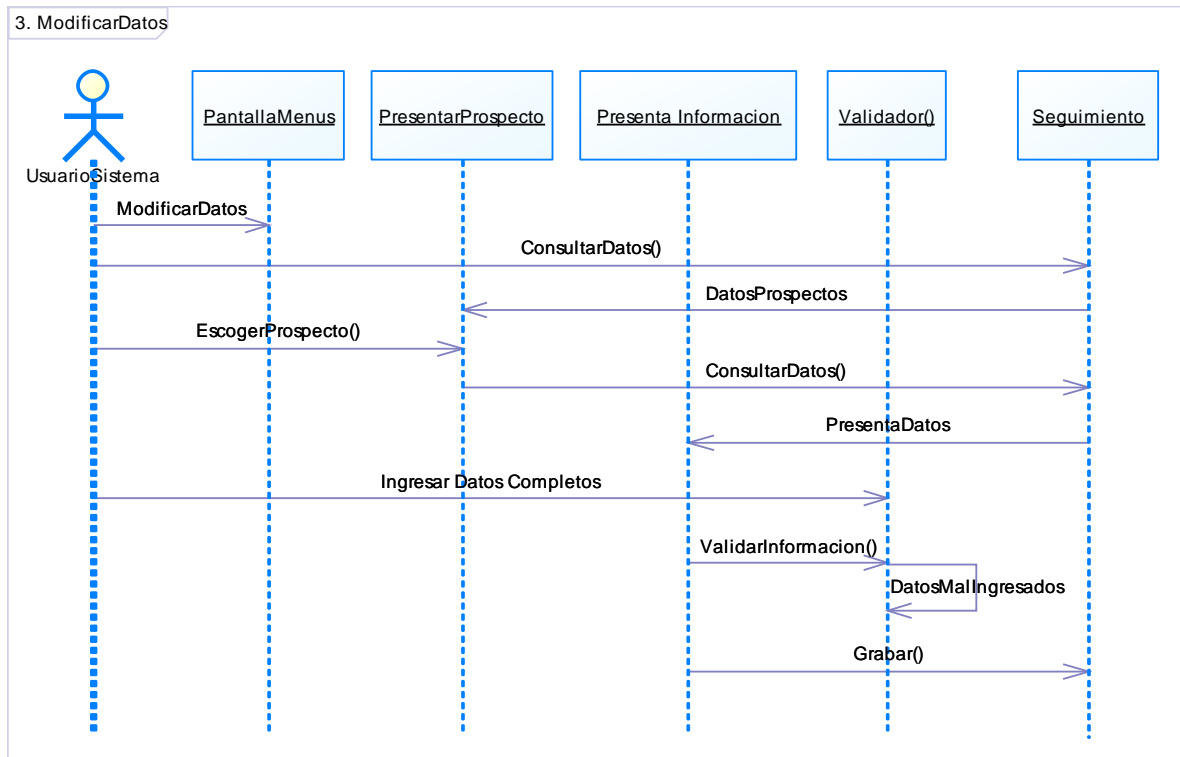 3. ModificarDatos
PantallaMenus
PresentarProspecto
Presenta Informacion
Validador()
Seguimiento
UsuarioSistema
ModificarDatos
ConsultarDatos()
DatosProspectos
EscogerProspecto()
ConsultarDatos()
PresentaDatos
Ingresar Datos Completos
ValidarInformacion()
DatosMalIngresados
Grabar()